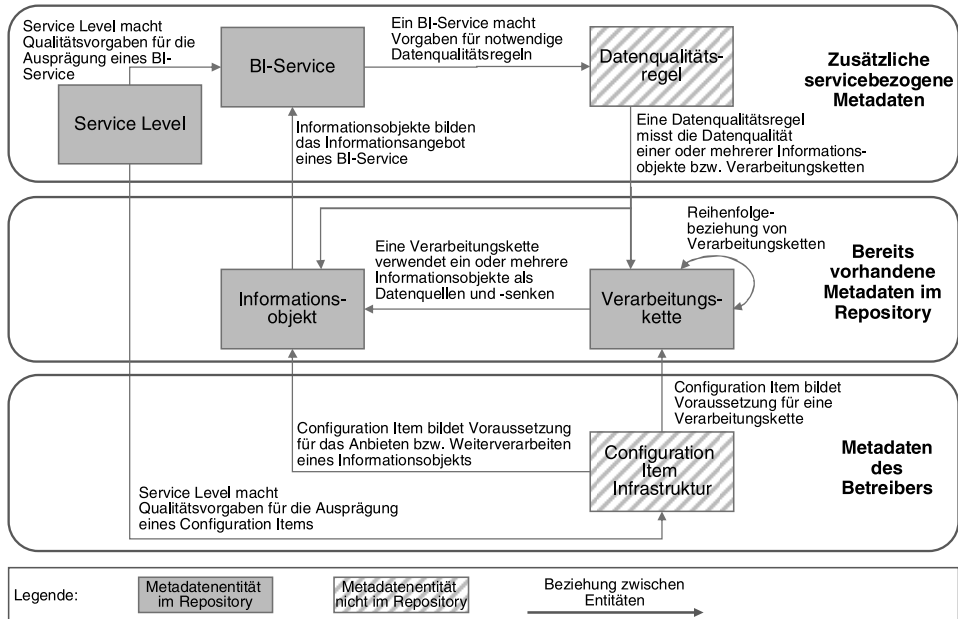 Service Level macht
Qualitätsvorgaben für die
Ausprägung eines BI-
Service
BI-Service
Ein BI-Service macht
Vorgaben für notwendige
Datenqualitätsregeln
Datenqualitäts-
regel
Zusätzliche
servicebezogene
Metadaten
Service Level
Informationsobjekte bilden
das Informationsangebot
eines BI-Service
Eine Datenqualitätsregel
misst die Datenqualität
einer oder mehrerer Informations-
objekte bzw. Verarbeitungsketten
Reihenfolge-
beziehung von
Verarbeitungsketten
Eine Verarbeitungskette
verwendet ein oder mehrere
Informationsobjekte als
Datenquellen und -senken
Informations-
objekt
Verarbeitungs-
kette
Bereits
vorhandene
Metadaten im
Repository
Configuration Item bildet
Voraussetzung für eine
Verarbeitungskette
Configuration Item bildet Voraussetzung
für das Anbieten bzw. Weiterverarbeiten
eines Informationsobjekts
Configuration
Item
Infrastruktur
Metadaten
des
Betreibers
Service Level macht
Qualitätsvorgaben für die Ausprägung
eines Configuration Items
Legende:
Metadatenentität
im Repository
Metadatenentität
nicht im Repository
Beziehung zwischen
Entitäten